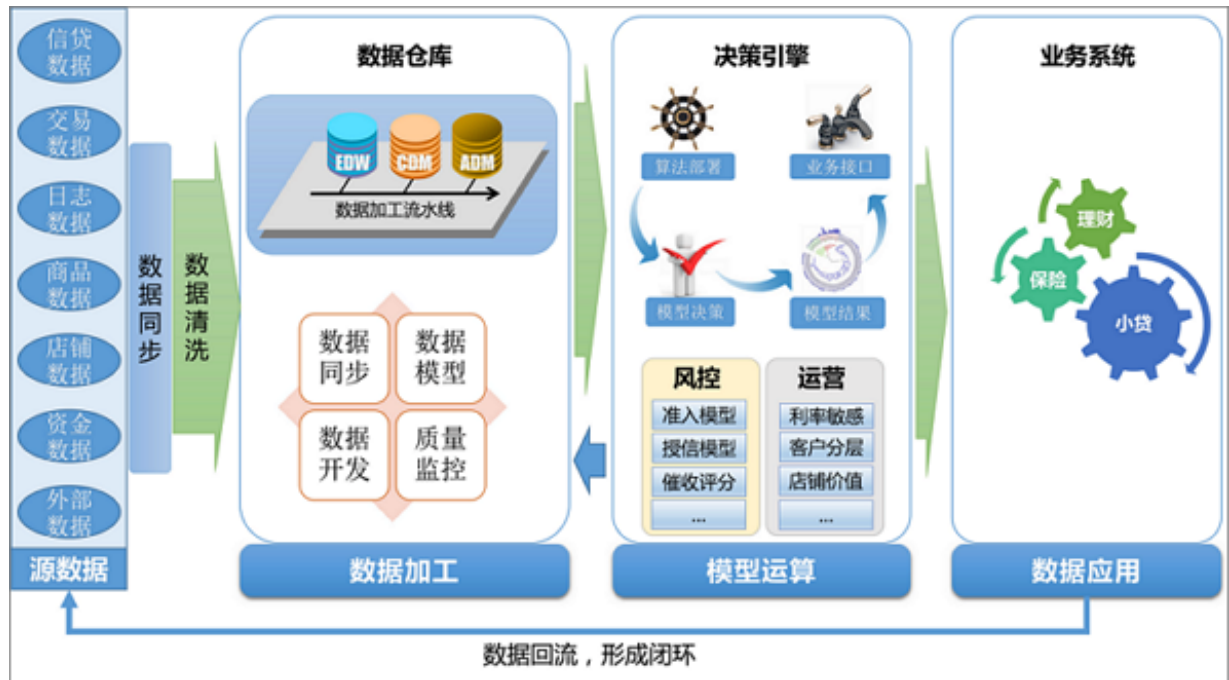 信贷
数据
交易
数据
日志
数据
商品
数据
店铺
数据
资金
数据
外部
数据
源数据
数据同步
数据清洗
数据仓库
EDW
CDM
ADM
数据加工流水线
数据
同步
数据
模型
数据
开发
质量
监控
数据加工
决策引擎
算法部署
业务接口
模型决策
模型结果
风控
准入模型
授信模型
催收评分
...
运营
利率敏感
客户分层
店铺价值
...
模型运算
业务系统
理财
保险
小贷
数据应用
数据回流，形成闭环